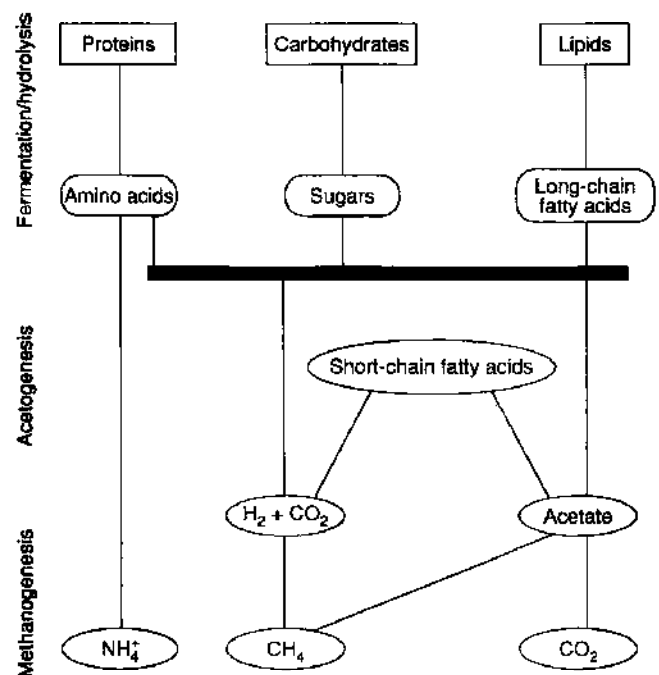 Proteins
Carbohydrates
Lipids
Fermentation/hydrolysis
Amino acids
Sugars
Long-chain
fatty acids
Acetogenesis
Short-chain fatty acids
H₂ + CO₂
Acetate
Methanogenesis
NH₄⁺
CH₄
CO₂